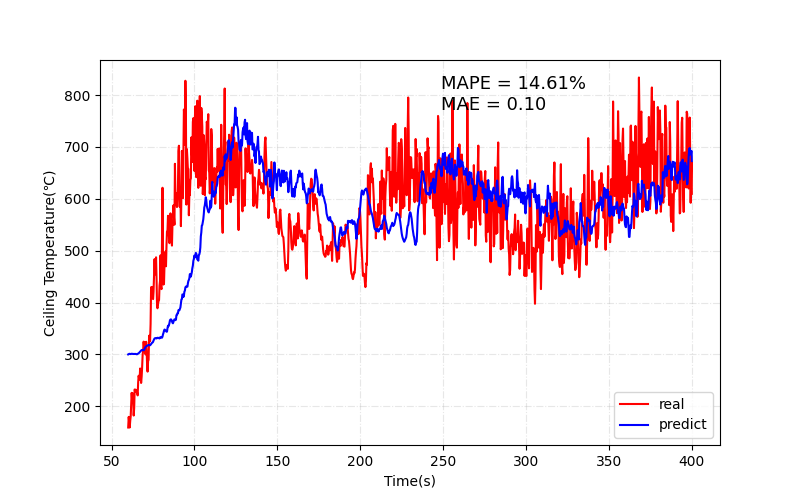 MAPE = 14.61%
MAE = 0.10
800
700
600
500
400
300
200
Ceiling Temperature(℃)
50
100
150
200
250
300
350
400
Time(s)
real
predict